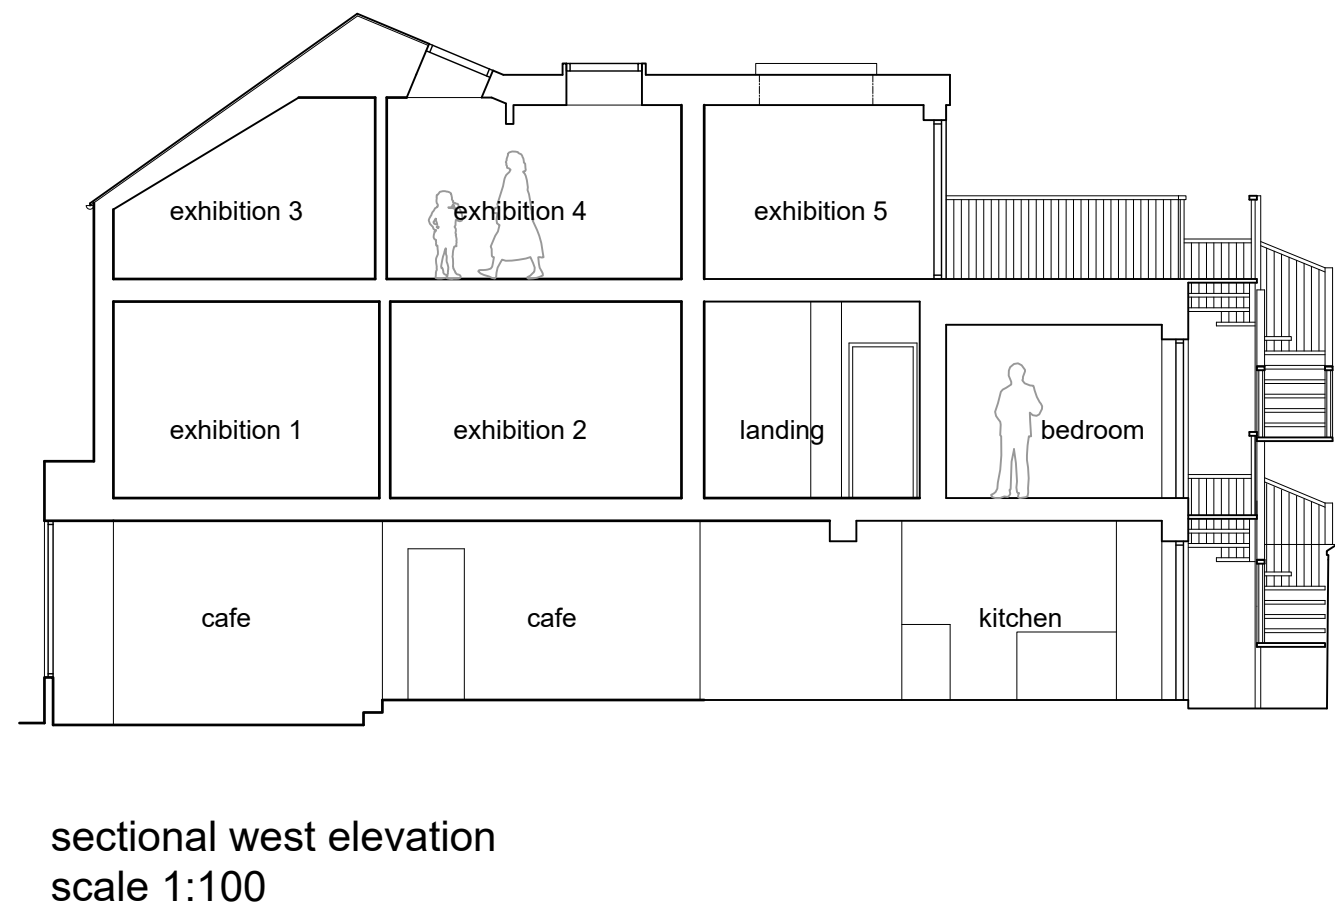 exhibition 3
exhibition 4
exhibition 5
exhibition 1
exhibition 2
landing
bedroom
cafe
cafe
kitchen
sectional west elevation
scale 1:100